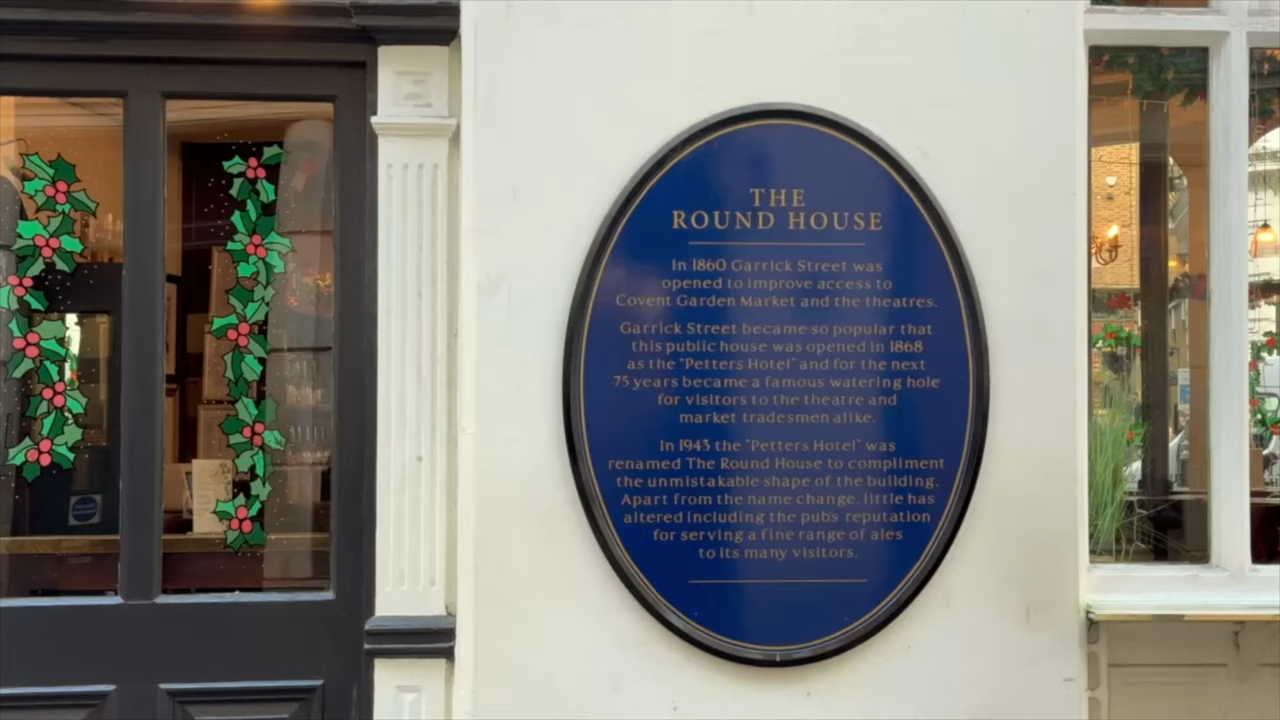 THE
ROUND HOUSE
In 1860 Garrick Street was
opened to improve access to
Covent Garden Market and the theatres.
Garrick Street became so popular that
this public house was opened in 1868
as the "Petters Hotel" and for the next
75 years became a famous watering hole
for visitors to the theatre and
market tradesmen alike.
In 1943 the "Petters Hotel" was
renamed The Round House to compliment
the unmistakable shape of the building.
Apart from the name change, little has
altered including the pub's reputation
for serving a fine range of ales
to its many visitors.